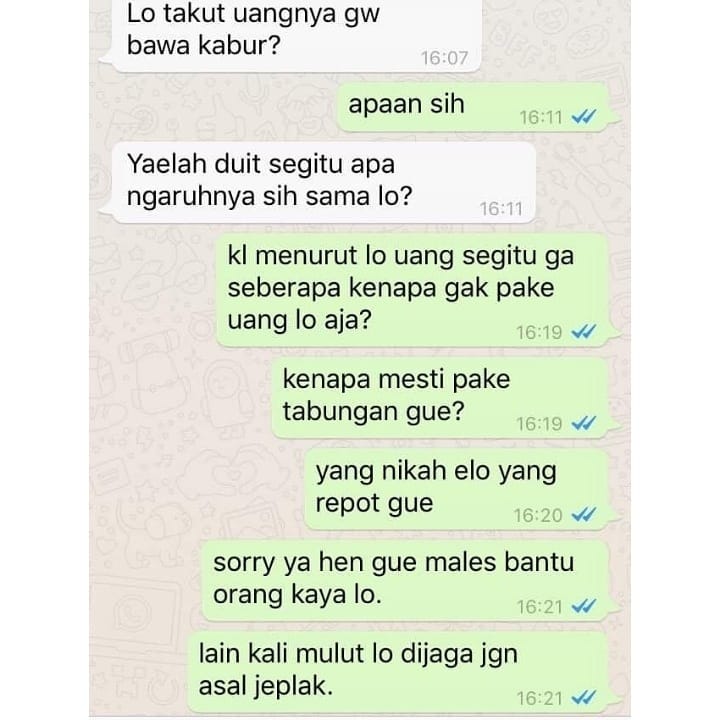 Lo takut uangnya gw
bawa kabur?
16:07
apaan sih
16:11
Yaelah duit segitu apa
ngaruhnya sih sama lo?
16:11
kl menurut lo uang segitu ga
seberapa kenapa gak pake
uang lo aja?
16:19
kenapa mesti pake
tabungan gue?
16:19
yang nikah elo yang
repot gue
16:20
sorry ya hen gue males bantu
orang kaya lo.
16:21
lain kali mulut lo dijaga jgn
asal jeplak.
16:21